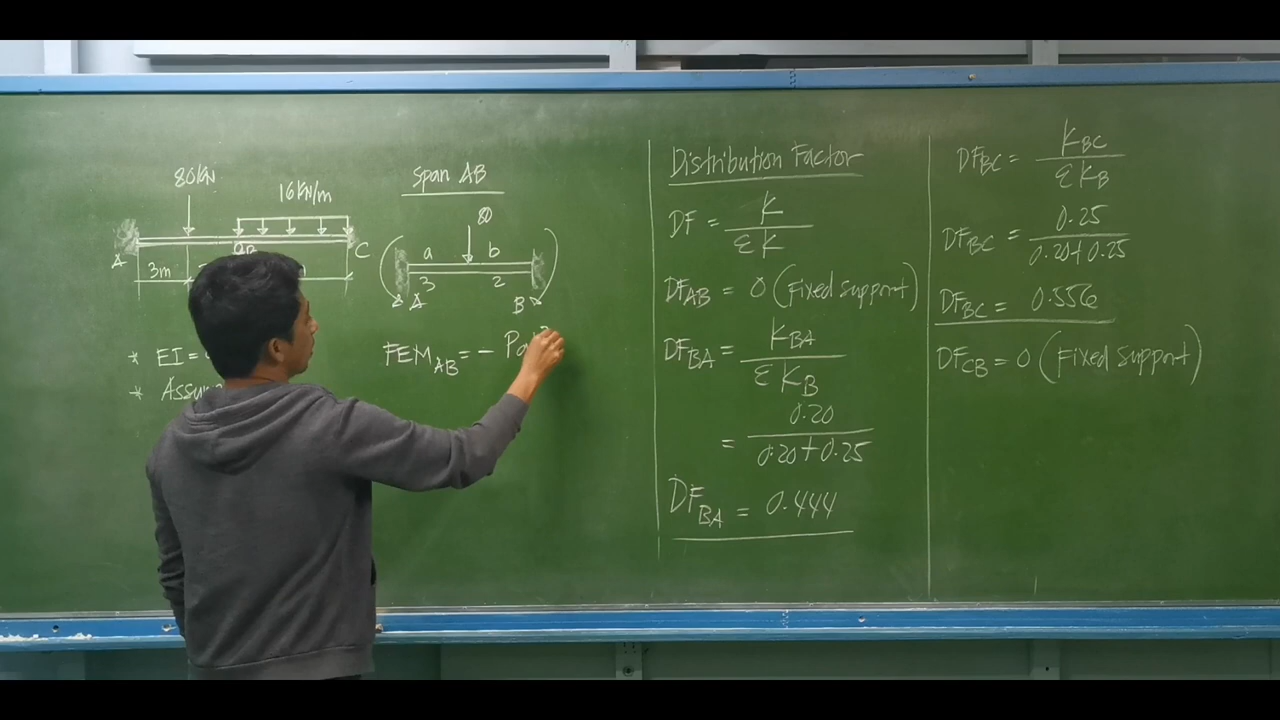 80KN
16KN/m
A
C
3m
* EI =
* Assum
Span AB
80
a b
3 2
A B
FEM_AB = - Pab²
Distribution Factor
DF = K / ΣK
DF_AB = 0 (Fixed Support)
DF_BA = K_BA / ΣK_B
= 0.20 / 0.20+0.25
DF_BA = 0.444
DF_BC = K_BC / ΣK_B
DF_BC = 0.25 / 0.20+0.25
DF_BC = 0.556
DF_CB = 0 (Fixed Support)